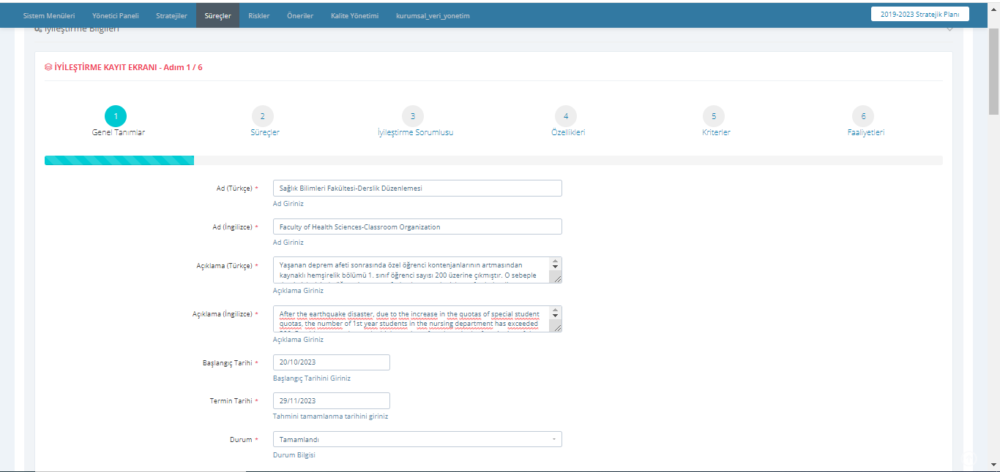 Sistem Menüleri Yönetici Paneli Stratejiler Süreçler Riskler Öneriler Kalite Yönetimi kurumsal_veri_yonetim 2019-2023 Stratejik Planı
İyileştirme Bilgileri
İYİLEŞTİRME KAYIT EKRANI - Adım 1 / 6
1 2 3 4 5 6
Genel Tanımlar Süreçler İyileştirme Sorumlusu Özellikleri Kriterler Faaliyetleri
Ad (Türkçe) * Sağlık Bilimleri Fakültesi-Derslik Düzenlemesi
Ad Giriniz
Ad (İngilizce) * Faculty of Health Sciences-Classroom Organization
Ad Giriniz
Açıklama (Türkçe) * Yaşanan deprem afeti sonrasında özel öğrenci kontenjanlarının artmasından
kaynaklı hemşirelik bölümü 1. sınıf öğrenci sayısı 200 üzerine çıkmıştır. O sebeple
Açıklama Giriniz
Açıklama (İngilizce) * After the earthquake disaster, due to the increase in the quotas of special student
quotas, the number of 1st year students in the nursing department has exceeded
Açıklama Giriniz
Başlangıç Tarihi * 20/10/2023
Başlangıç Tarihini Giriniz
Termin Tarihi * 29/11/2023
Tahmini tamamlanma tarihini giriniz
Durum * Tamamlandı
Durum Bilgisi